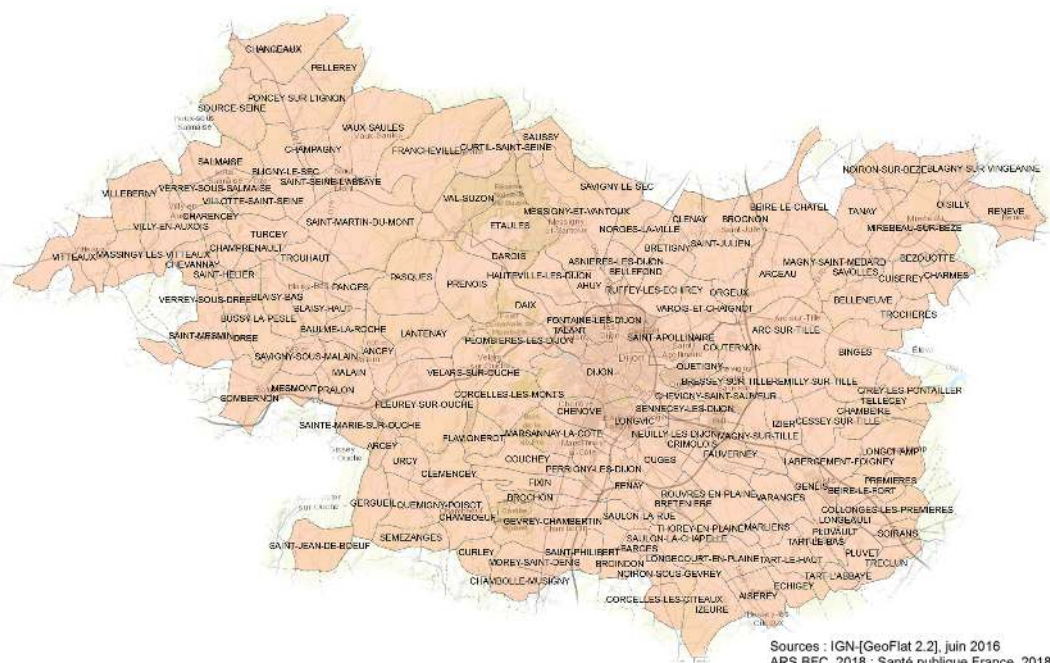 CHANCEAUX
PELLEREY
PONCEY-SUR-L'IGNON
SOURCE-SEINE
VAUX-SAULES
SAUSSY
CHAMPAGNY
FRANCHEVILLE
CURTIL-SAINT-SEINE
SALMAISE
BLIGNY-LE-SEC
SAINT-SEINE-L'ABBAYE
NOIRON-SUR-BEZE
BLAGNY-SUR-VINGEANNE
VILLEBERNY
VERREY-SOUS-SALMAISE
VILLOTTE-SAINT-SEINE
VAL-SUZON
SAVIGNY-LE-SEC
BEIRE-LE-CHATEL
TANAY
OISILLY
RENEVE
CHARENCEY
VILLY-EN-AUXOIS
SAINT-MARTIN-DU-MONT
MESSIGNY-ET-VANTOUX
ETAULES
NORGES-LA-VILLE
CLENAY
BROGNON
MIREBEAU-SUR-BEZE
TURCEY
BRETIGNY
SAINT-JULIEN
VITTEAUX
MASSINGY-LES-VITTEAUX
CHAMPRENAULT
TROUHAUT
DAROIS
ASNIERES-LES-DIJON
BELLEFOND
MAGNY-SAINT-MEDARD
BEZOUOTTE
CHEVANNAY
SAINT-HELIER
PASQUES
PRENOIS
HAUTEVILLE-LES-DIJON
AHUY
RUFFEY-LES-ECHIREY
ORGEUX
ARCEAU
SAVOLLES
CUISEREY
CHARMES
VERREY-SOUS-DREE
BLAISY-BAS
PANGES
BLAISY-HAUT
DAIX
VAROIS-ET-CHAIGNOT
BELLENEUVE
TROCHERES
BUSSY-LA-PESLE
BAULME-LA-ROCHE
LANTENAY
FONTAINE-LES-DIJON
TALANT
ARC-SUR-TILLE
SAINT-MESMIN
DREE
PLOMBIERES-LES-DIJON
SAINT-APOLLINAIRE
COUTERNON
BINGES
SAVIGNY-SOUS-MALAIN
ANCEY
MALAIN
VELARS-SUR-OUCHE
DIJON
QUETIGNY
BRESSEY-SUR-TILLE
REMILLY-SUR-TILLE
CIREY-LES-PONTAILLER
TELLECEY
MESMONT
PRALON
SOMBERNON
CORCELLES-LES-MONTS
CHEVIGNY-SAINT-SAUVEUR
FLEUREY-SUR-OUCHE
CHENOVE
SENNECEY-LES-DIJON
CHAMBEIRE
CESSEY-SUR-TILLE
SAINTE-MARIE-SUR-OUCHE
LONGVIC
IZIER
FLAVIGNEROT
MARSANNAY-LA-COTE
NEUILLY-LES-DIJON
MAGNY-SUR-TILLE
CRIMOLOIS
ARCEY
URCY
COUCHEY
OUGES
FAUVERNEY
LABERGEMENT-FOIGNEY
LONGCHAMP
CLEMENCEY
PERRIGNY-LES-DIJON
FIXIN
FENAY
GENLIS
PREMIERES
BEIRE-LE-FORT
GERGUEIL
QUEMIGNY-POISOT
BROCHON
ROUVRES-EN-PLAINE
VARANGES
BRETENIERE
CHAMBOEUF
GEVREY-CHAMBERTIN
SAULON-LA-RUE
COLLONGES-LES-PREMIERES
LONGEAULT
THOREY-EN-PLAINE
MARLIENS
PLUVAULT
SOIRANS
SAINT-JEAN-DE-BOEUF
SEMEZANGES
SAULON-LA-CHAPELLE
TART-LE-BAS
CURLEY
SAINT-PHILIBERT
BARGES
PLUVET
MOREY-SAINT-DENIS
BROINDON
LONGECOURT-EN-PLAINE
TART-LE-HAUT
TRECLUN
NOIRON-SOUS-GEVREY
TART-L'ABBAYE
CHAMBOLLE-MUSIGNY
ECHIGEY
CORCELLES-LES-CITEAUX
AISEREY
IZEURE
Sources : IGN-[GeoFlat 2.2], juin 2016
ARS BFC, 2018 ; Santé publique France, 2018